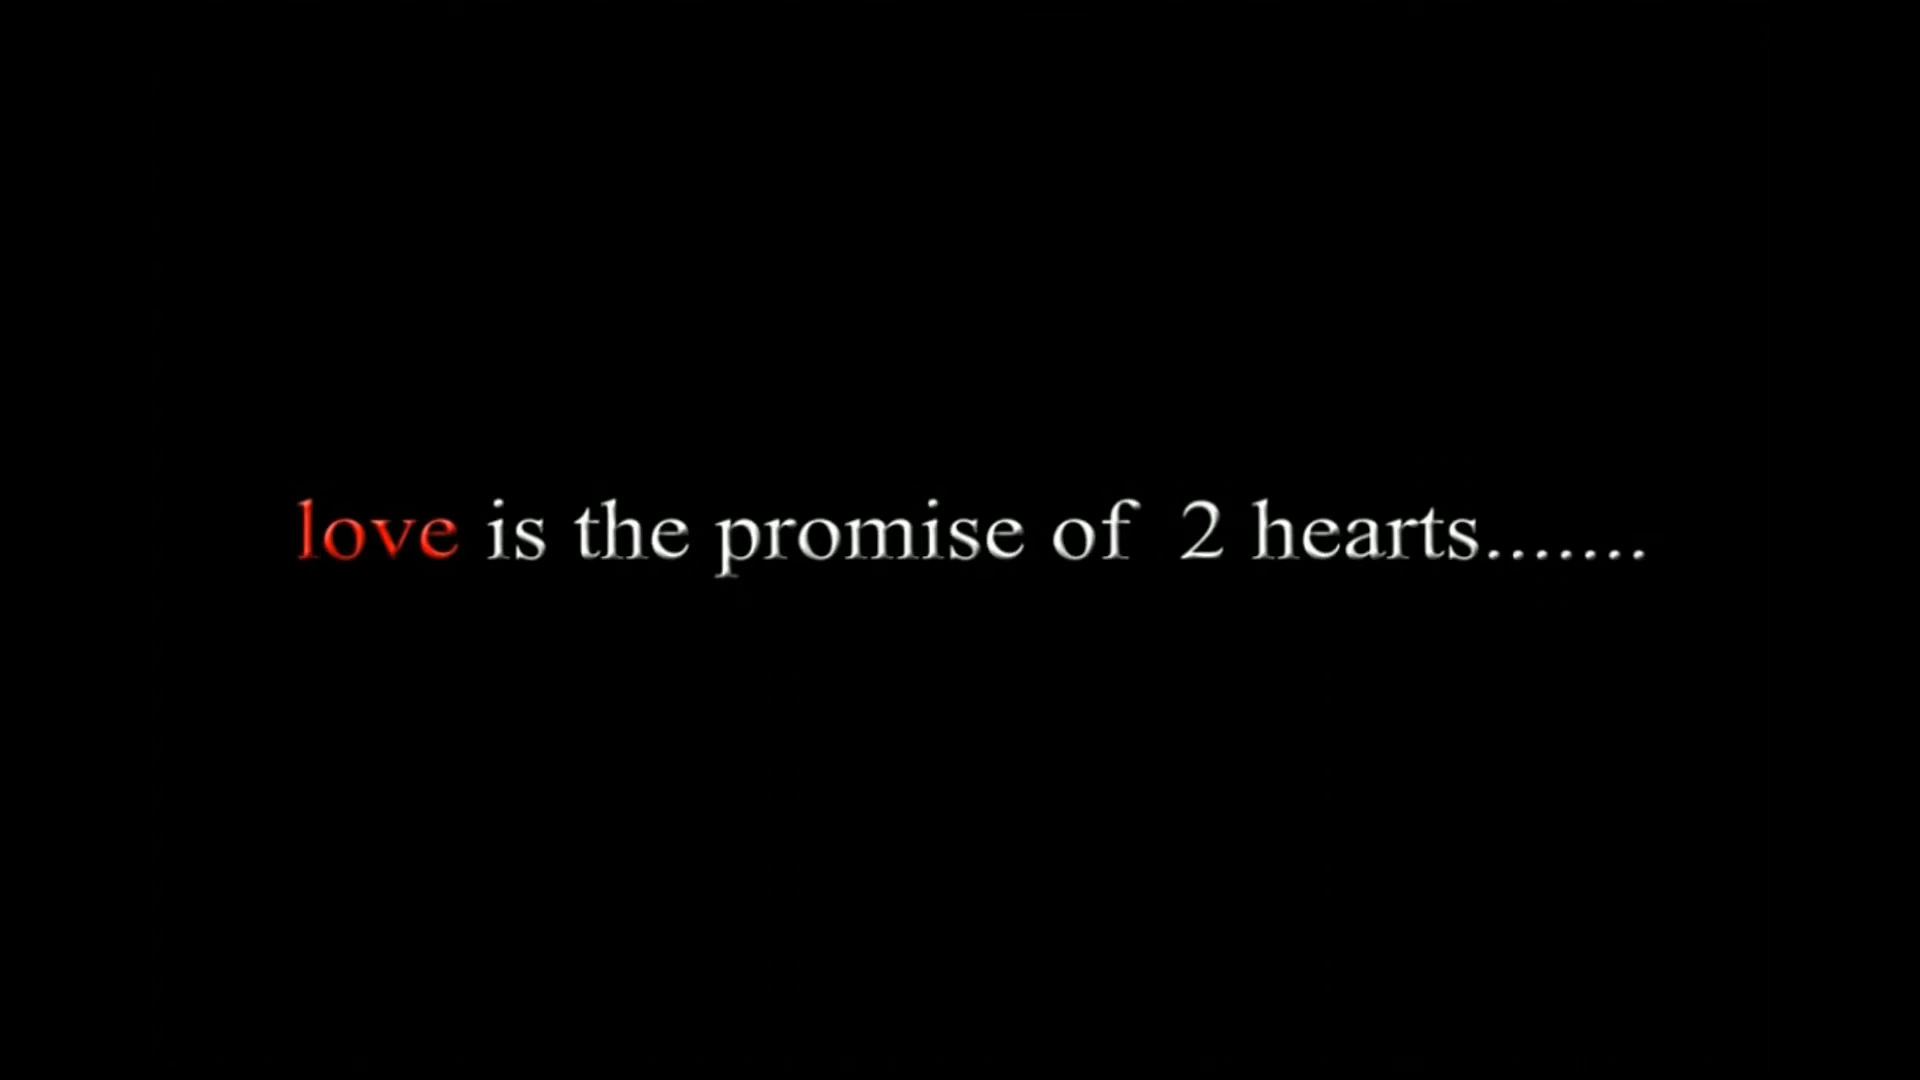 love is the promise of  2 hearts.......